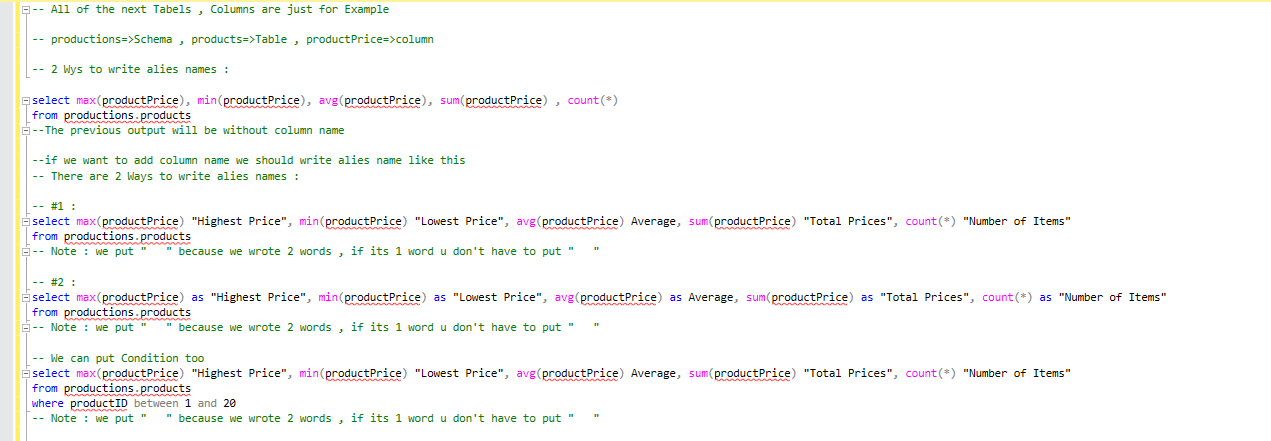 -- All of the next Tabels , Columns are just for Example
-- productions=>Schema , products=>Table , productPrice=>column
-- 2 Wys to write alies names :
select max(productPrice), min(productPrice), avg(productPrice), sum(productPrice) , count(*)
from productions.products
--The previous output will be without column name
--if we want to add column name we should write alies name like this
-- There are 2 Ways to write alies names :
-- #1 :
select max(productPrice) "Highest Price", min(productPrice) "Lowest Price", avg(productPrice) Average, sum(productPrice) "Total Prices", count(*) "Number of Items"
from productions.products
-- Note : we put "   " because we wrote 2 words , if its 1 word u don't have to put "   "
-- #2 :
select max(productPrice) as "Highest Price", min(productPrice) as "Lowest Price", avg(productPrice) as Average, sum(productPrice) as "Total Prices", count(*) as "Number of Items"
from productions.products
-- Note : we put "   " because we wrote 2 words , if its 1 word u don't have to put "   "
-- We can put Condition too
select max(productPrice) "Highest Price", min(productPrice) "Lowest Price", avg(productPrice) Average, sum(productPrice) "Total Prices", count(*) "Number of Items"
from productions.products
where productID between 1 and 20
-- Note : we put "   " because we wrote 2 words , if its 1 word u don't have to put "   "